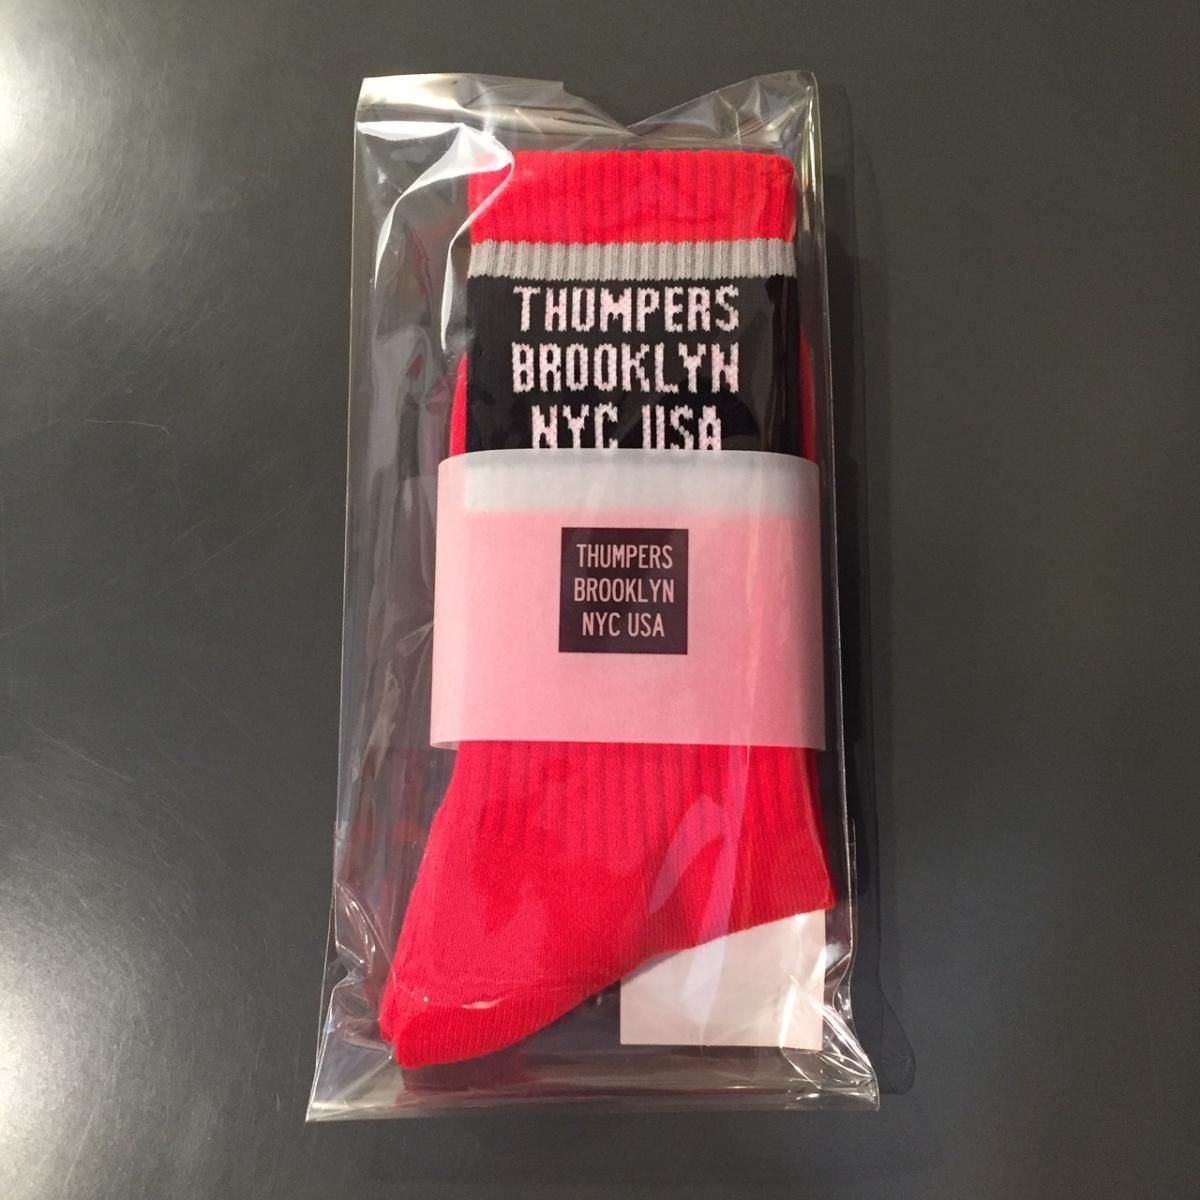 THUMPERS
BROOKLYN
NYC USA
THUMPERS
BROOKLYN
NYC USA